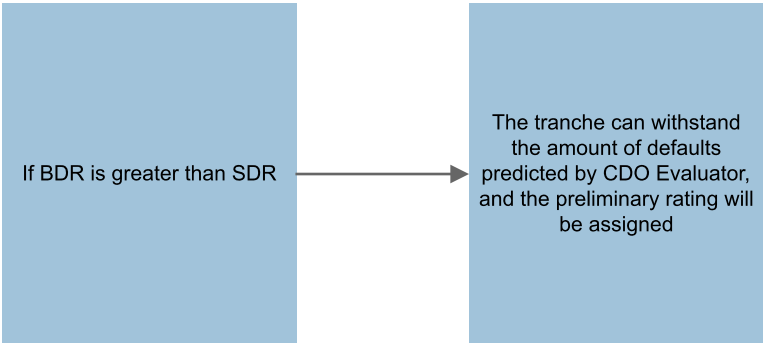 If BDR is greater than SDR
The tranche can withstand
the amount of defaults
predicted by CDO Evaluator,
and the preliminary rating will
be assigned